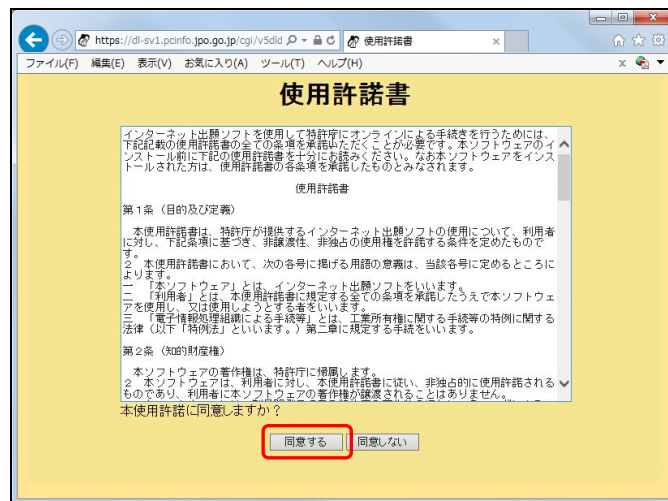 https://dl-sv1.pcinfo.jpo.go.jp/cgi/v5dld
使用許諾書
ファイル(F) 編集(E) 表示(V) お気に入り(A) ツール(T) ヘルプ(H)
使用許諾書
インターネット出願ソフトを使用して特許庁にオンラインによる手続きを行うためには、
下記記載の使用許諾書の全ての条項を承諾いただくことが必要です。本ソフトウェアのイ
ンストール前に下記の使用許諾書を十分にお読みください。なお本ソフトウェアをインス
トールされた方は、使用許諾書の各条項を承諾したものとみなされます。
使用許諾書
第1条（目的及び定義）
本使用許諾書は、特許庁が提供するインターネット出願ソフトの使用について、利用者
に対し、下記条項に基づき、非譲渡性、非独占の使用権を許諾する条件を定めたもので
す。
2 本使用許諾書において、次の各号に掲げる用語の意義は、当該各号に定めるところに
よります。
一 「本ソフトウェア」とは、インターネット出願ソフトをいいます。
二 「利用者」とは、本使用許諾書に規定する全ての条項を承諾したうえで本ソフトウェ
アを使用し、又は使用しようとする者をいいます。
三 「電子情報処理組織による手続等」とは、工業所有権に関する手続等の特例に関する
法律（以下「特例法」といいます。）第二章に規定する手続をいいます。
第2条（知的財産権）
本ソフトウェアの著作権は、特許庁に帰属します。
2 本ソフトウェアは、利用者に対し、本使用許諾書に従い、非独占的に使用許諾される
ものであり、利用者に本ソフトウェアの著作権が譲渡されることはありません。
本使用許諾に同意しますか？
同意する 同意しない